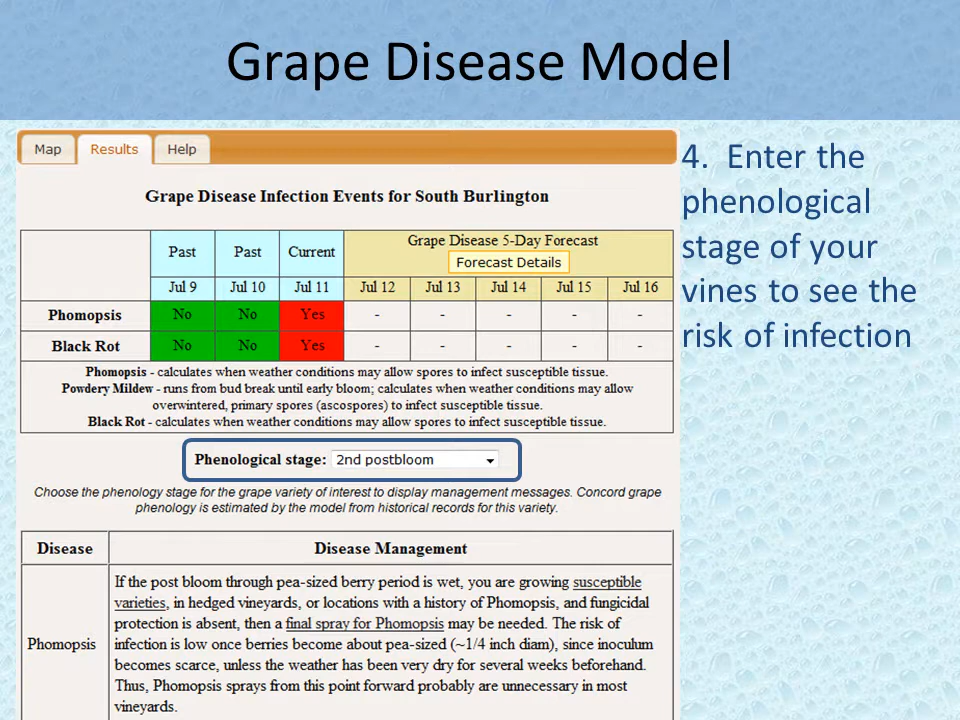 Grape Disease Model
Map Results Help
4. Enter the
phenological
stage of your
vines to see the
risk of infection
Grape Disease Infection Events for South Burlington
Past Past Current Grape Disease 5-Day Forecast
Forecast Details
Jul 9 Jul 10 Jul 11 Jul 12 Jul 13 Jul 14 Jul 15 Jul 16
Phomopsis No No Yes - - - - -
Black Rot No No Yes - - - - -
Phomopsis - calculates when weather conditions may allow spores to infect susceptible tissue.
Powdery Mildew - runs from bud break until early bloom; calculates when weather conditions may allow
overwintered, primary spores (ascospores) to infect susceptible tissue.
Black Rot - calculates when weather conditions may allow spores to infect susceptible tissue.
Phenological stage: 2nd postbloom
Choose the phenology stage for the grape variety of interest to display management messages. Concord grape
phenology is estimated by the model from historical records for this variety.
Disease Disease Management
Phomopsis
If the post bloom through pea-sized berry period is wet, you are growing susceptible
varieties, in hedged vineyards, or locations with a history of Phomopsis, and fungicidal
protection is absent, then a final spray for Phomopsis may be needed. The risk of
infection is low once berries become about pea-sized (~1/4 inch diam), since inoculum
becomes scarce, unless the weather has been very dry for several weeks beforehand.
Thus, Phomopsis sprays from this point forward probably are unnecessary in most
vineyards.